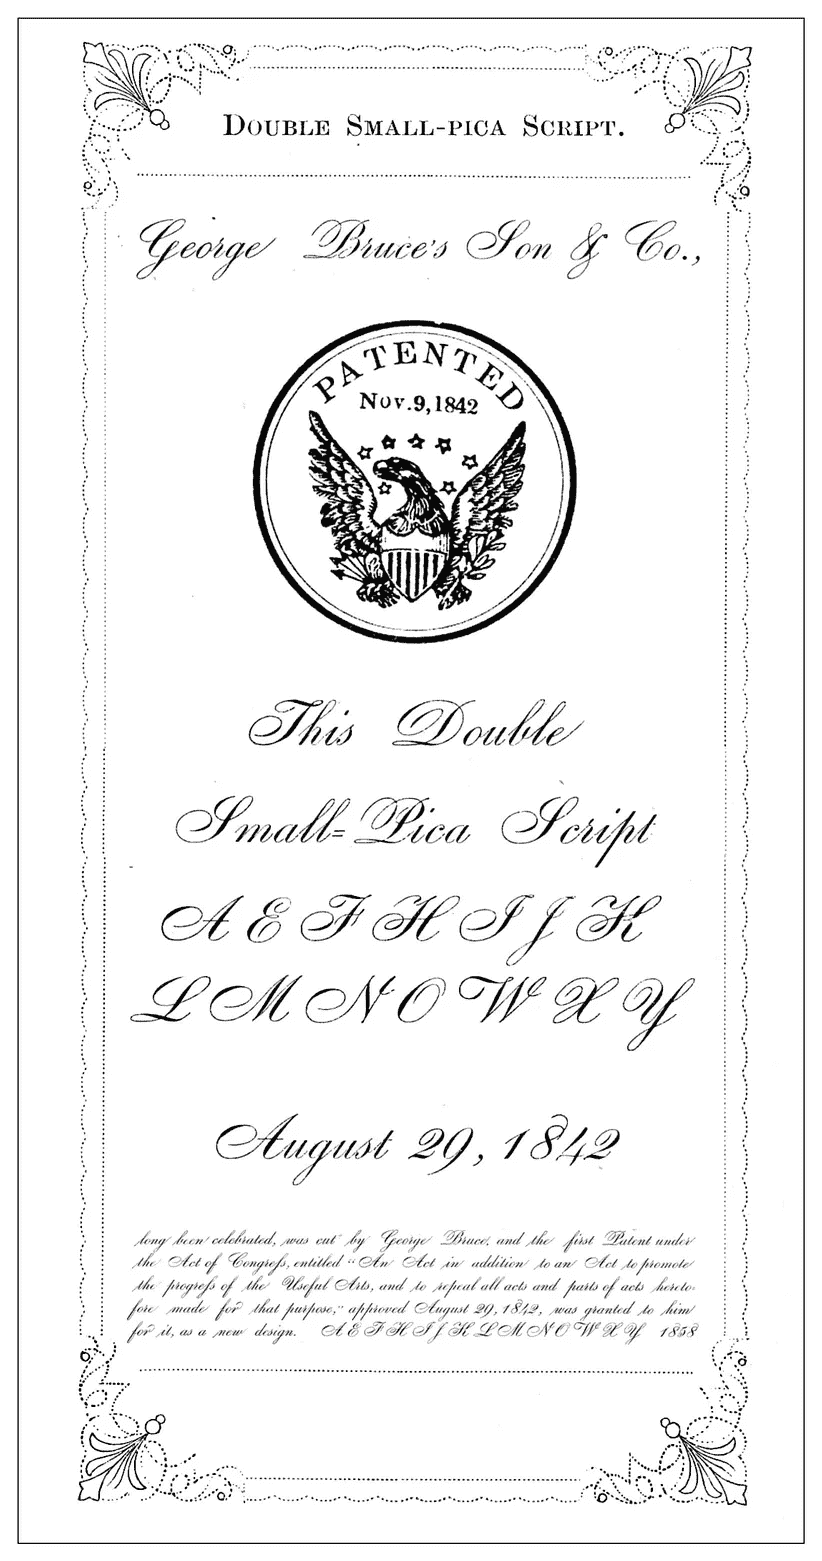 DOUBLE SMALL-PICA SCRIPT.
George Bruce's Son & Co.,
PATENTED
Nov. 9, 1842
This Double
Small-Pica Script
A E F H I J K
L M N O W X Y
August 29, 1842
long been celebrated, was cut by George Bruce, and the first Patent under
the Act of Congreſs, entitled "An Act in addition to an Act to promote
the progreſs of the Useful Arts, and to repeal all acts and parts of acts hereto-
fore made for that purpose," approved August 29, 1842, was granted to him
for it, as a new design. A E F H I J K L M N O W X Y 1858